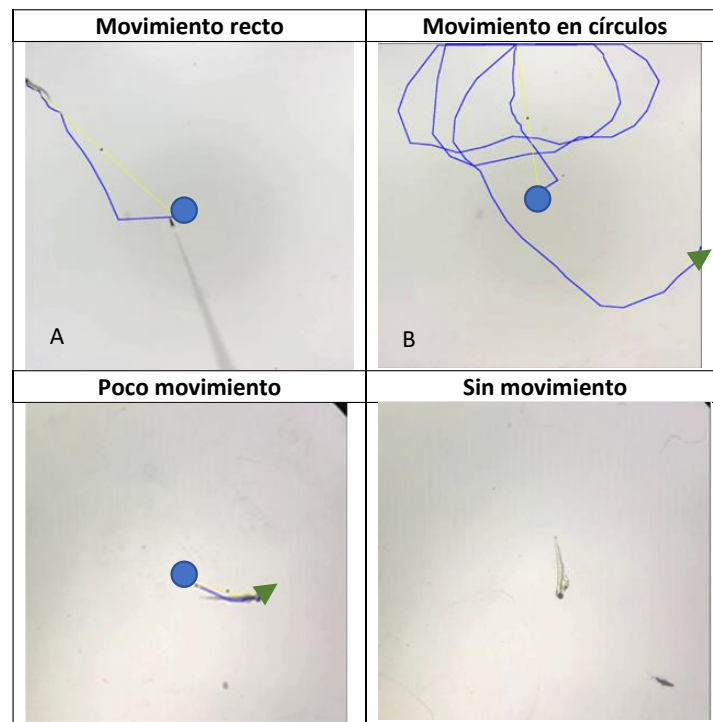 Movimiento recto
Movimiento en círculos
A
B
Poco movimiento
Sin movimiento